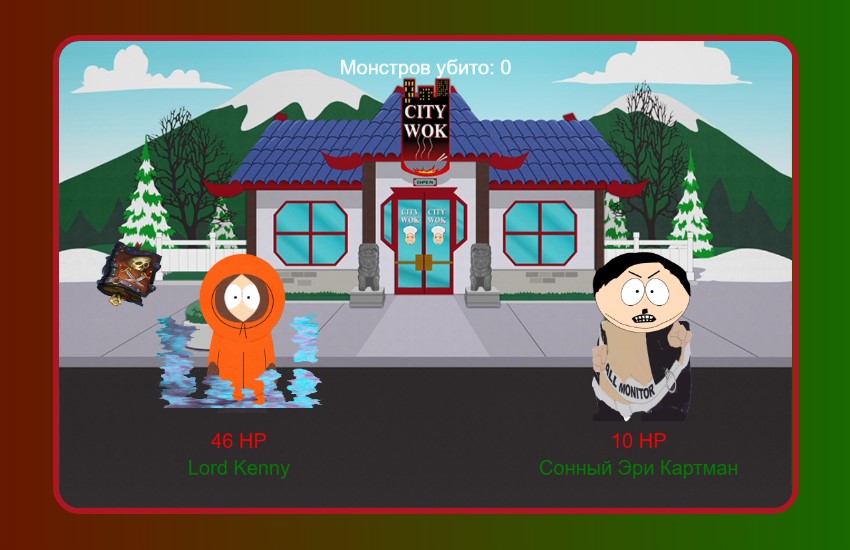 Монстров убито: 0
CITY
WOK
OPEN
CITY CITY
WOK WOK
ALL MONITOR
46 HP
10 HP
Lord Kenny
Сонный Эри Картман